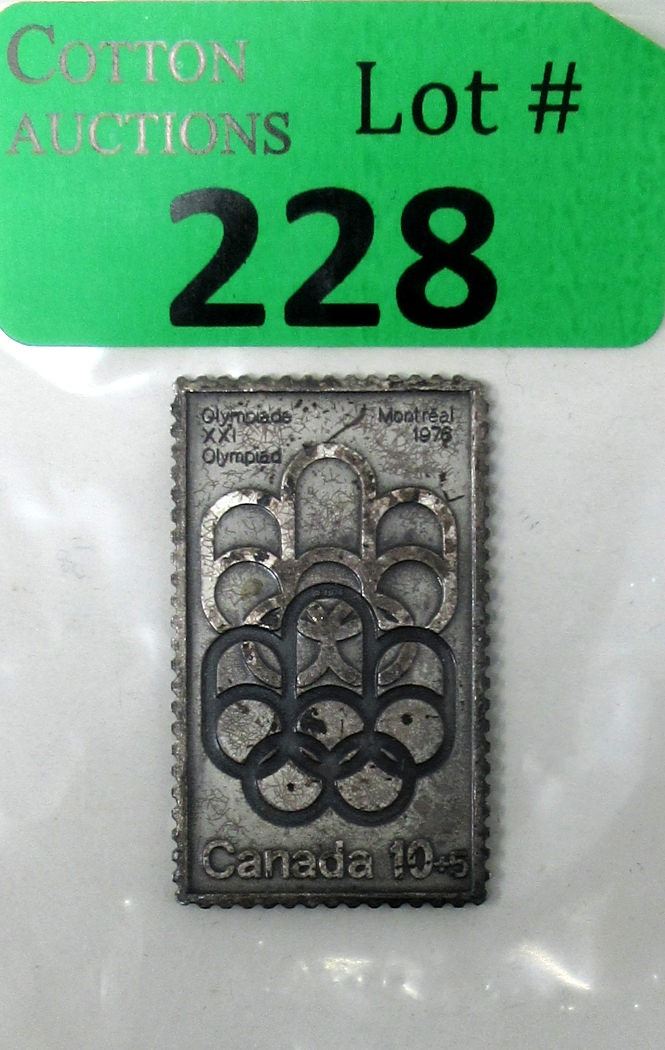 COTTON
AUCTIONS
Lot #
228
Olympiade
XXI
Olympiad
Montréal
1976
Canada 10+5